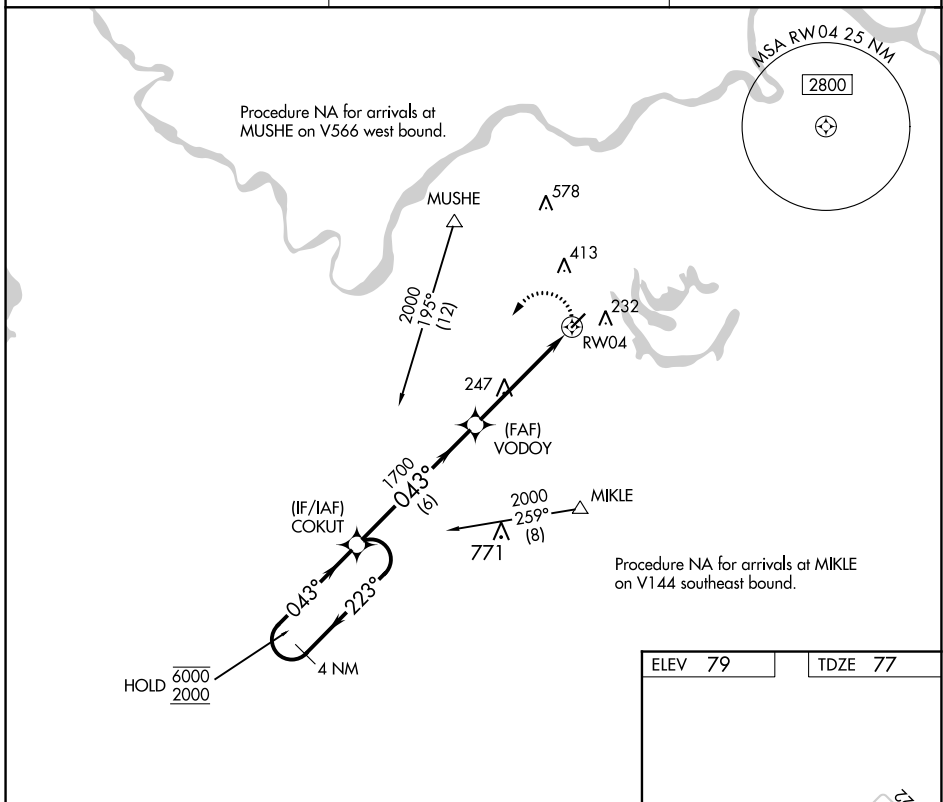 MSA RW04 25 NM
2800
Procedure NA for arrivals at
MUSHE on V566 west bound.
MUSHE
578
413
2000
195°
(12)
232
RW04
247
(FAF)
VODOY
1700
043°
(6)
(IF/IAF)
COKUT
2000
259°
(8)
MIKLE
771
Procedure NA for arrivals at MIKLE
on V144 southeast bound.
043°
223°
4 NM
HOLD 6000
2000
ELEV 79
TDZE 77
22